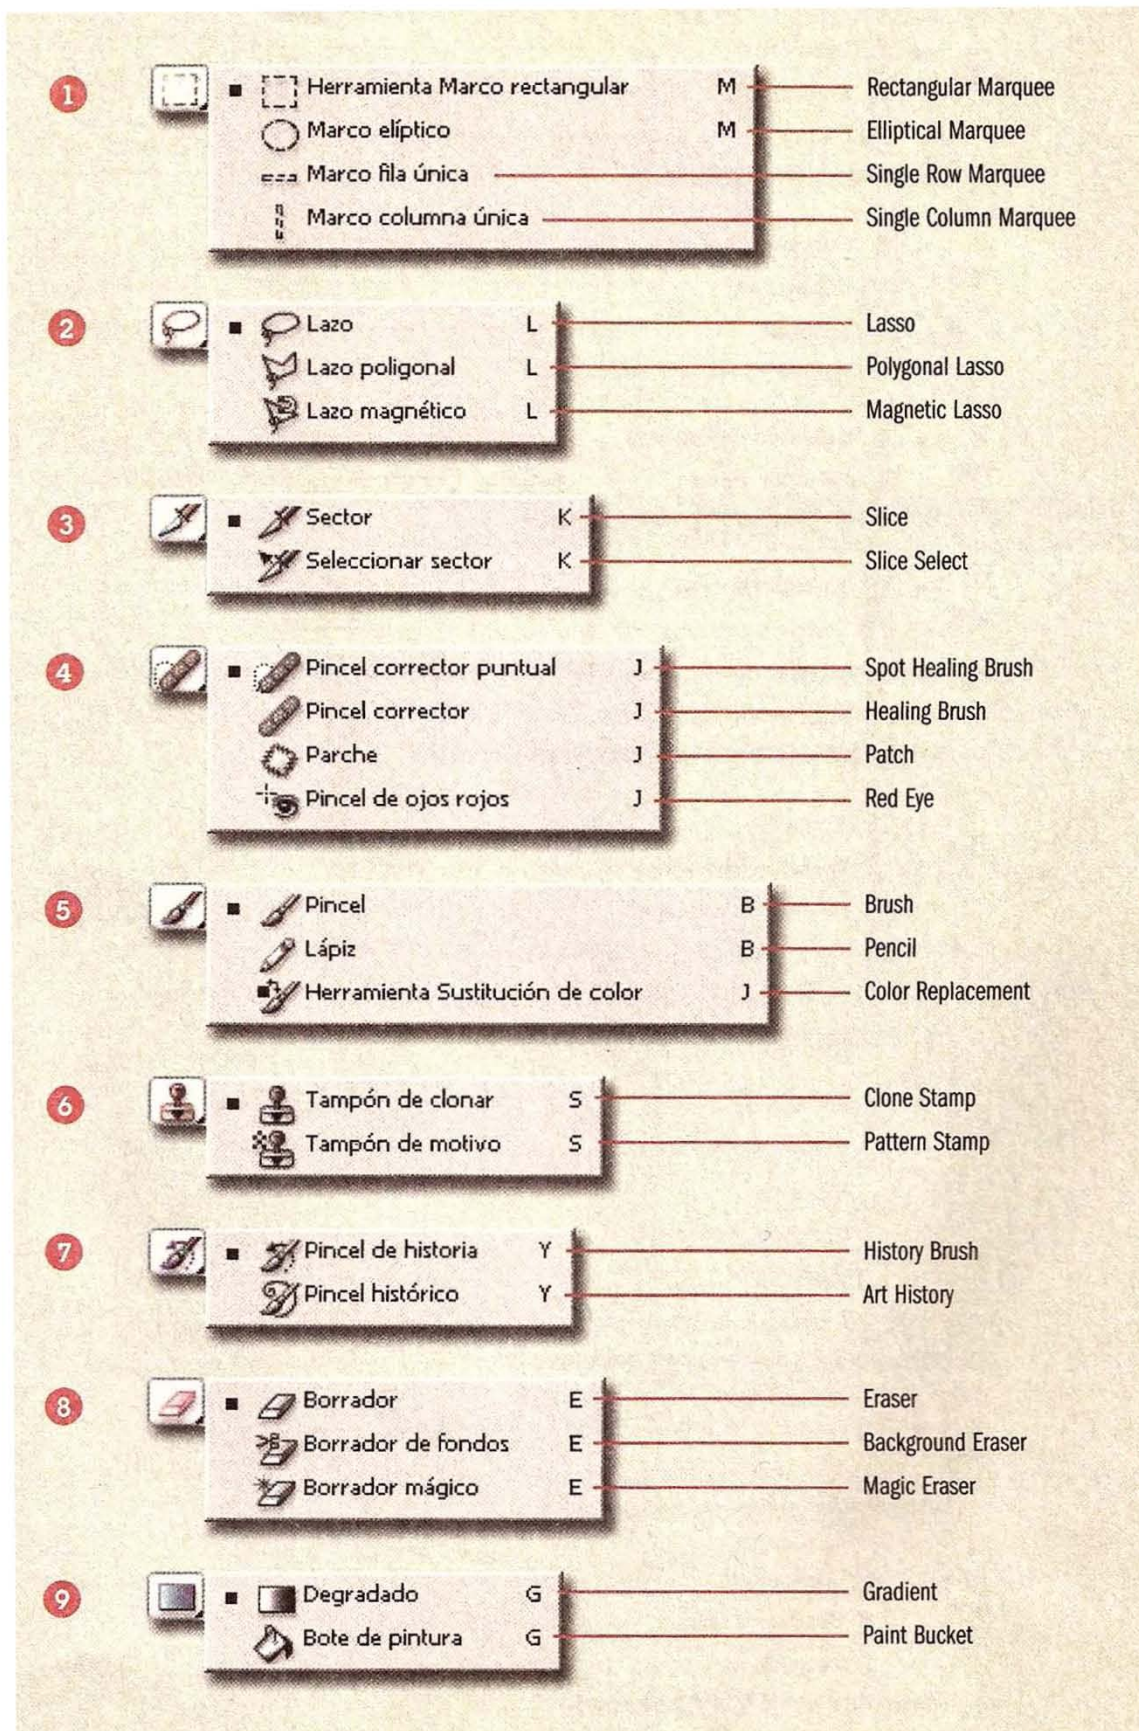 1 Herramienta Marco rectangular M Rectangular Marquee
Marco elíptico M Elliptical Marquee
Marco fila única Single Row Marquee
Marco columna única Single Column Marquee
2 Lazo L Lasso
Lazo poligonal L Polygonal Lasso
Lazo magnético L Magnetic Lasso
3 Sector K Slice
Seleccionar sector K Slice Select
4 Pincel corrector puntual J Spot Healing Brush
Pincel corrector J Healing Brush
Parche J Patch
Pincel de ojos rojos J Red Eye
5 Pincel B Brush
Lápiz B Pencil
Herramienta Sustitución de color J Color Replacement
6 Tampón de clonar S Clone Stamp
Tampón de motivo S Pattern Stamp
7 Pincel de historia Y History Brush
Pincel histórico Y Art History
8 Borrador E Eraser
Borrador de fondos E Background Eraser
Borrador mágico E Magic Eraser
9 Degradado G Gradient
Bote de pintura G Paint Bucket